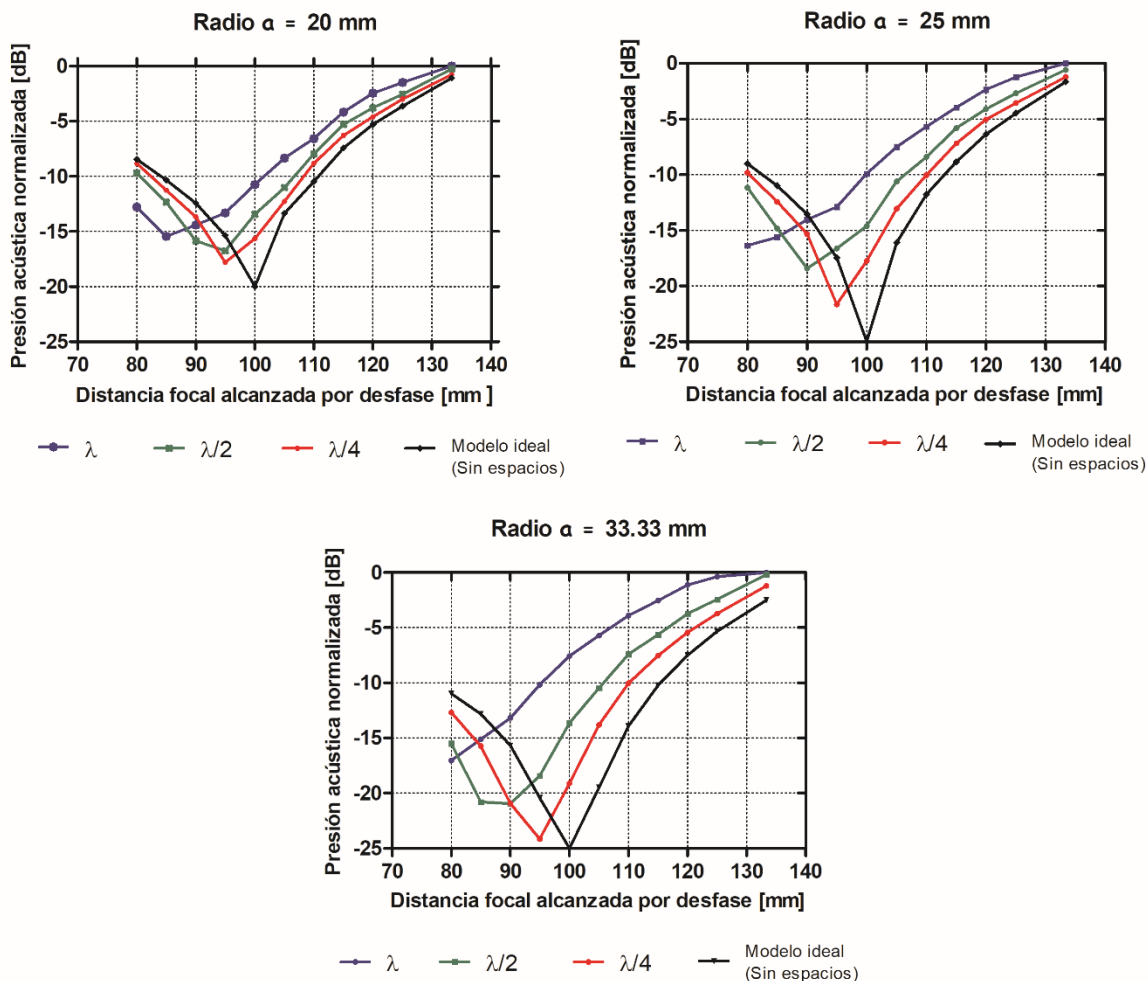 Radio a = 20 mm
Presión acústica normalizada [dB]
0
-5
-10
-15
-20
-25
70 80 90 100 110 120 130 140
Distancia focal alcanzada por desfase [mm ]
λ λ/2 λ/4 Modelo ideal
(Sin espacios)
Radio a = 25 mm
Presión acústica normalizada [dB]
0
-5
-10
-15
-20
-25
70 80 90 100 110 120 130 140
Distancia focal alcanzada por desfase [mm]
λ λ/2 λ/4 Modelo ideal
(Sin espacios)
Radio a = 33.33 mm
Presión acústica normalizada [dB]
0
-5
-10
-15
-20
-25
70 80 90 100 110 120 130 140
Distancia focal alcanzada por desfase [mm]
λ λ/2 λ/4 Modelo ideal
(Sin espacios)